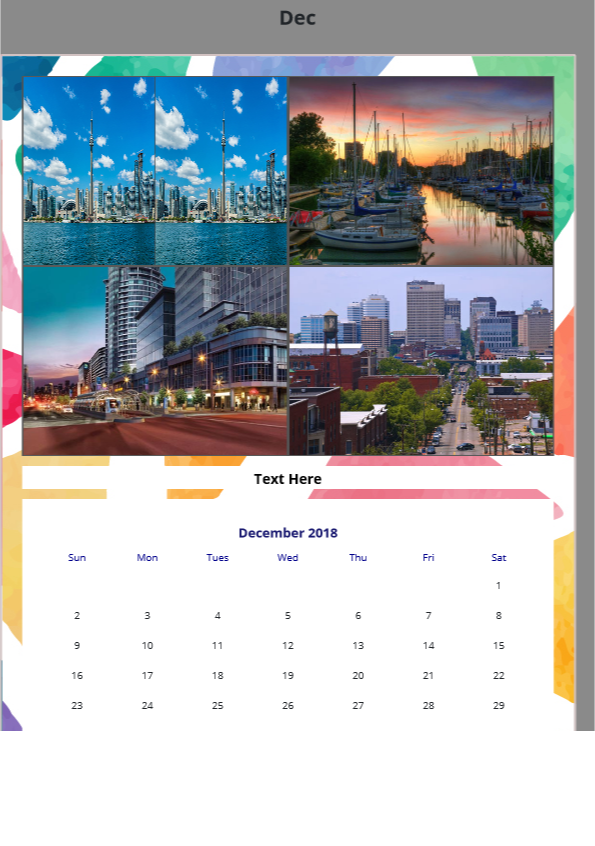 Dec
Text Here
December 2018
Sun Mon Tues Wed Thu Fri Sat
1
2 3 4 5 6 7 8
9 10 11 12 13 14 15
16 17 18 19 20 21 22
23 24 25 26 27 28 29